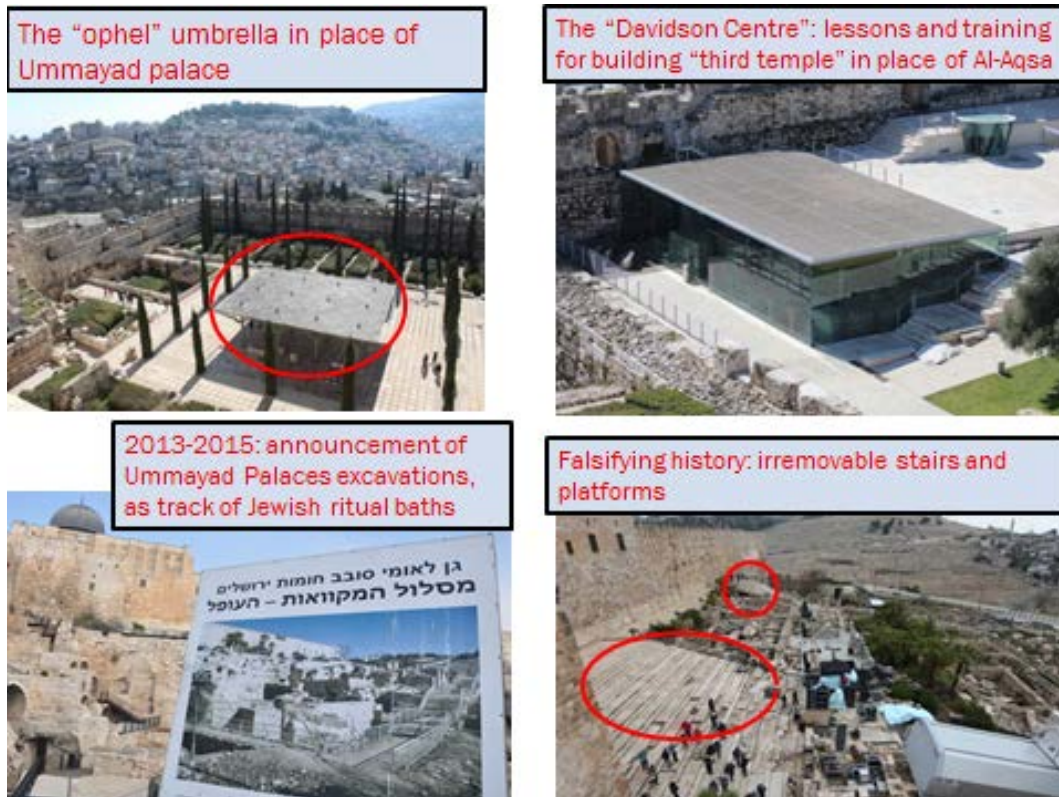 The “ophel” umbrella in place of
Ummayad palace
The “Davidson Centre”: lessons and training
for building “third temple” in place of Al-Aqsa
2013-2015: announcement of
Ummayad Palaces excavations,
as track of Jewish ritual baths
גן לאומי סובב חומות ירושלים
מסלול המקוואות – העופל
Falsifying history: irremovable stairs and
platforms